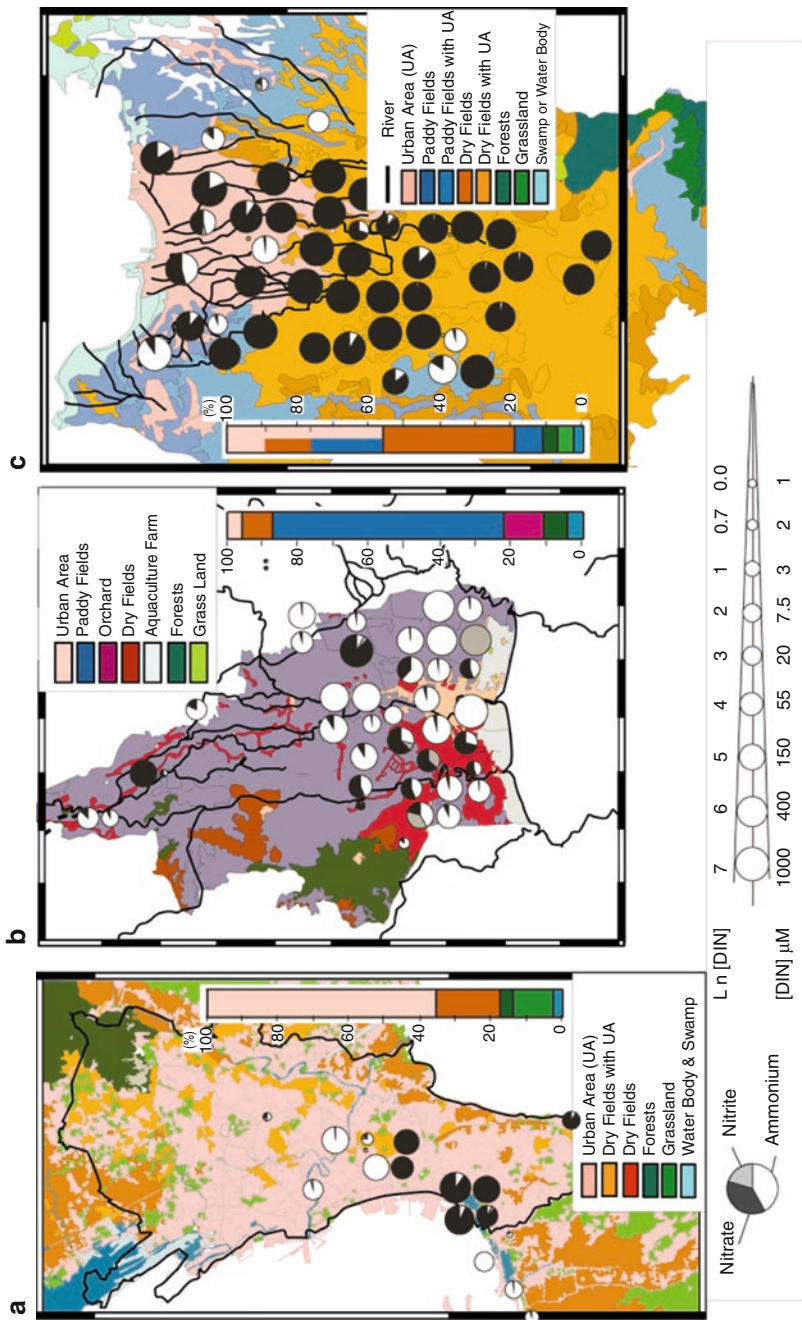 a
(%)
100
80
60
40
20
0
Urban Area (UA)
Dry Fields with UA
Dry Fields
Forests
Grassland
Water Body & Swamp
b
Urban Area
Paddy Fields
Orchard
Dry Fields
Aquaculture Farm
Forests
Grass Land
100
80
60
40
20
0
c
River
Urban Area (UA)
Paddy Fields
Paddy Fields with UA
Dry Fields
Dry Fields with UA
Forests
Grassland
Swamp or Water Body
(%)
100
80
60
40
20
0
Nitrate
Nitrite
Ammonium
Ln [DIN] 7 6 5 4 3 2 1 0.7 0.0
[DIN] µM 1000 400 150 55 20 7.5 3 2 1